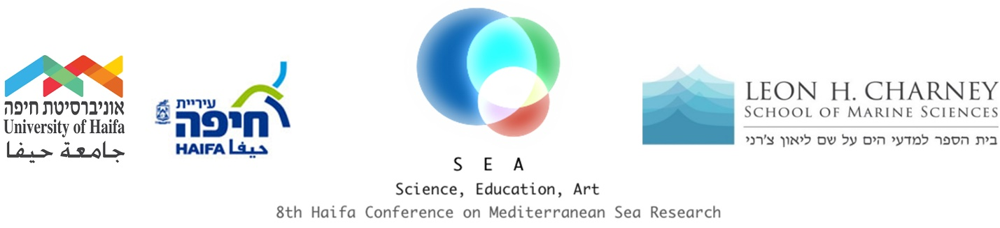 אוניברסיטת חיפה
University of Haifa
جامعة حيفا
עיריית
חיפה
HAIFA حيفا
S E A
Science, Education, Art
8th Haifa Conference on Mediterranean Sea Research
LEON H. CHARNEY
SCHOOL OF MARINE SCIENCES
בית הספר למדעי הים על שם ליאון צ'רני